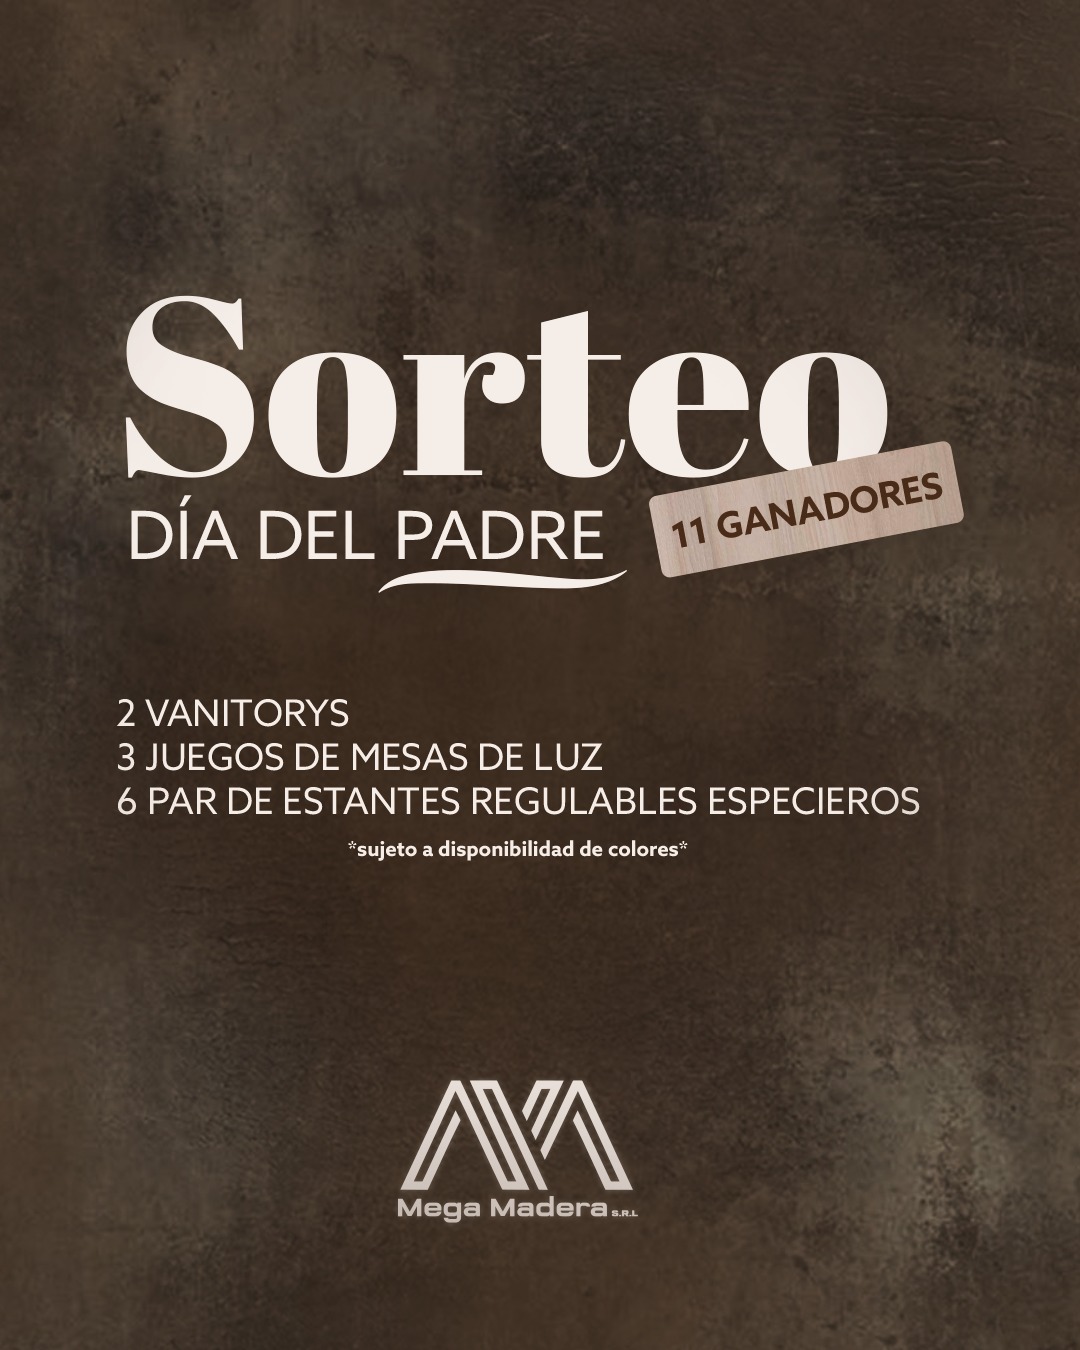 Sorteo
DÍA DEL PADRE
11 GANADORES
2 VANITORYS
3 JUEGOS DE MESAS DE LUZ
6 PAR DE ESTANTES REGULABLES ESPECIEROS
*sujeto a disponibilidad de colores*
Mega Madera S.R.L